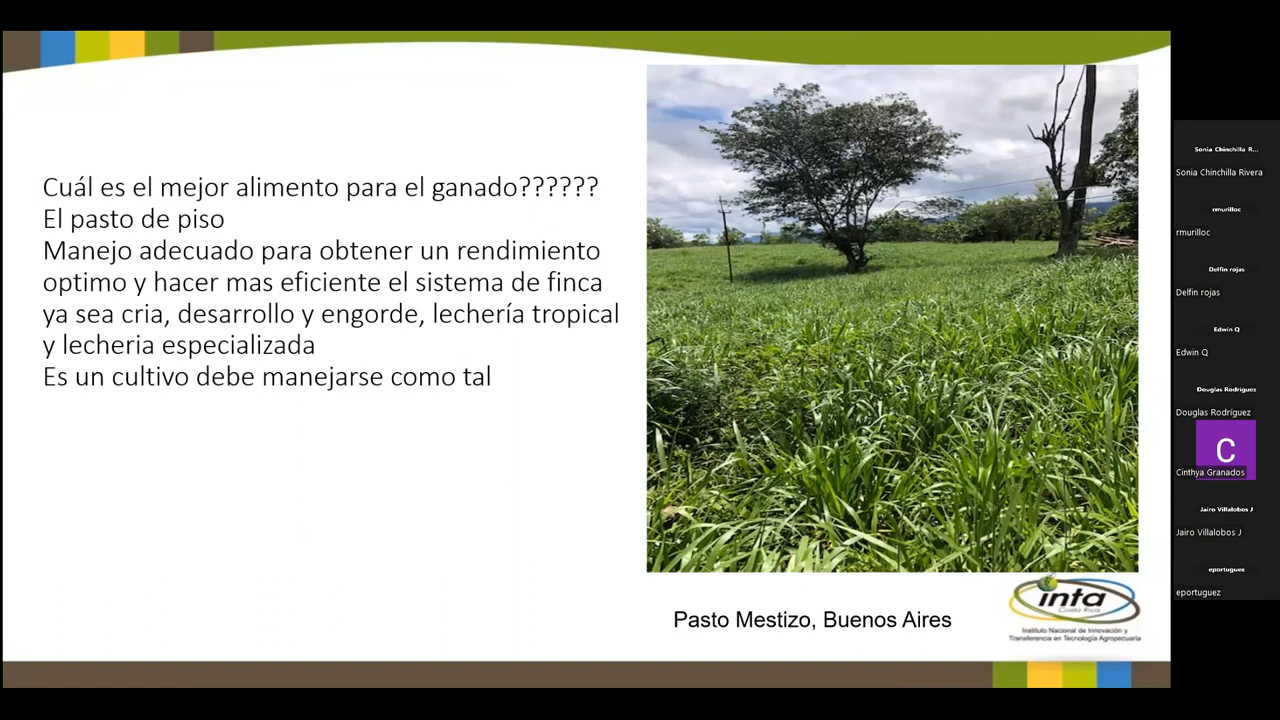 Cuál es el mejor alimento para el ganado??????
El pasto de piso
Manejo adecuado para obtener un rendimiento
optimo y hacer mas eficiente el sistema de finca
ya sea cria, desarrollo y engorde, lechería tropical
y lecheria especializada
Es un cultivo debe manejarse como tal
Pasto Mestizo, Buenos Aires
inta
Costa Rica
Instituto Nacional de Innovación y
Transferencia en Tecnología Agropecuaria
Sonia Chinchilla R...
Sonia Chinchilla Rivera
rmurilloc
rmurilloc
Delfin rojas
Delfin rojas
Edwin Q
Edwin Q
Douglas Rodríguez
Douglas Rodríguez
C
Cinthya Granados
Jairo Villalobos J
Jairo Villalobos J
eportuguez
eportuguez